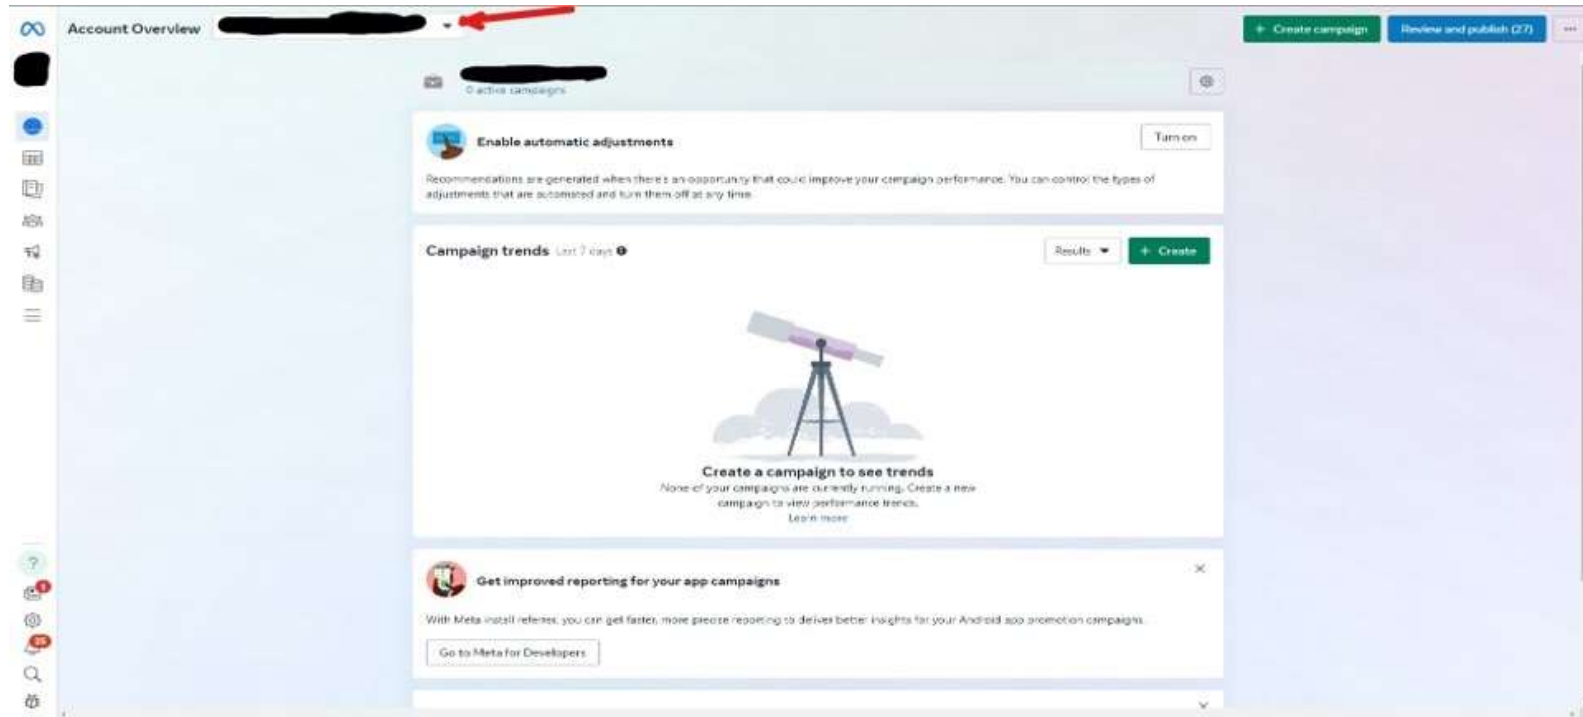 Account Overview
+ Create campaign
Review and publish (27)
0 active campaigns
Enable automatic adjustments
Turn on
Recommendations are generated when there's an opportunity that could improve your campaign performance. You can control the types of
adjustments that are automated and turn them off at any time.
Campaign trends Last 7 days
Results
+ Create
Create a campaign to see trends
None of your campaigns are currently running. Create a new
campaign to view performance trends.
Learn more
Get improved reporting for your app campaigns
With Meta install referrer, you can get faster, more precise reporting to deliver better insights for your Android app promotion campaigns.
Go to Meta for Developers
?
1